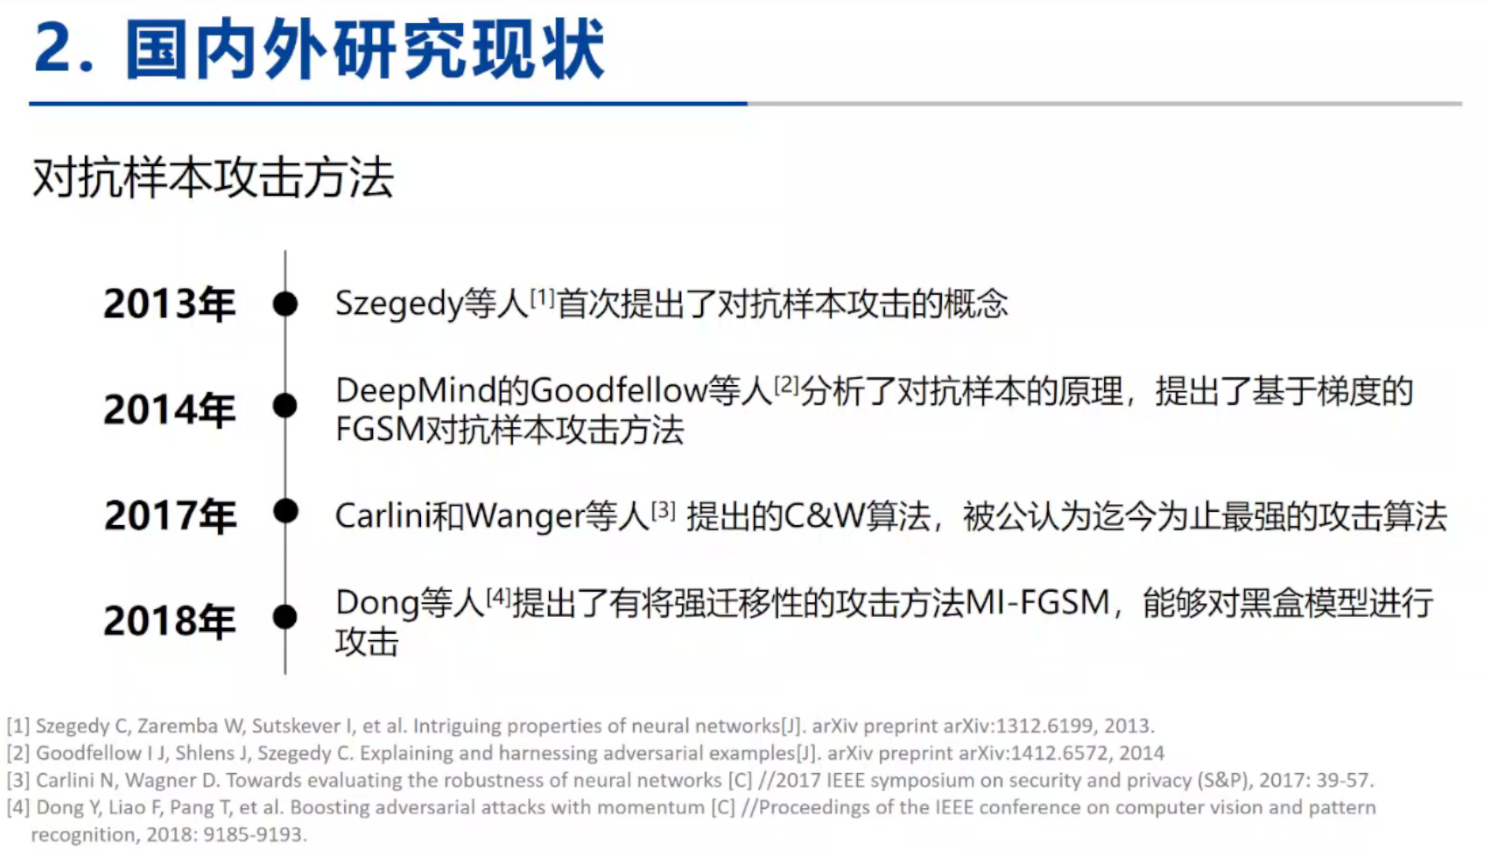 2. 国内外研究现状
对抗样本攻击方法
2013年
Szegedy等人[1]首次提出了对抗样本攻击的概念
2014年
DeepMind的Goodfellow等人[2]分析了对抗样本的原理，提出了基于梯度的
FGSM对抗样本攻击方法
2017年
Carlini和Wanger等人[3] 提出的C&W算法，被公认为迄今为止最强的攻击算法
2018年
Dong等人[4]提出了有将强迁移性的攻击方法MI-FGSM，能够对黑盒模型进行
攻击
[1] Szegedy C, Zaremba W, Sutskever I, et al. Intriguing properties of neural networks[J]. arXiv preprint arXiv:1312.6199, 2013.
[2] Goodfellow I J, Shlens J, Szegedy C. Explaining and harnessing adversarial examples[J]. arXiv preprint arXiv:1412.6572, 2014
[3] Carlini N, Wagner D. Towards evaluating the robustness of neural networks [C] //2017 IEEE symposium on security and privacy (S&P), 2017: 39-57.
[4] Dong Y, Liao F, Pang T, et al. Boosting adversarial attacks with momentum [C] //Proceedings of the IEEE conference on computer vision and pattern
recognition, 2018: 9185-9193.